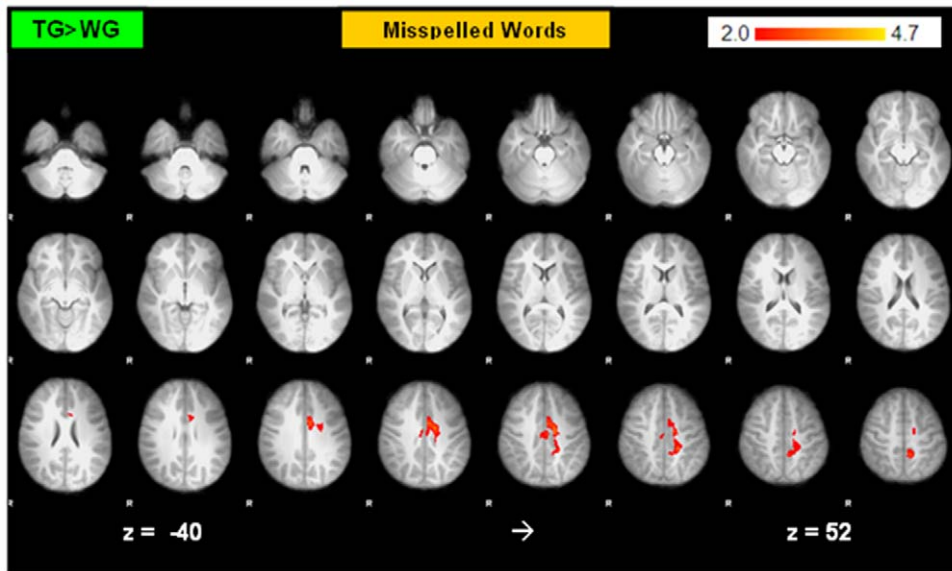 TG>WG
Misspelled Words
2.0 4.7
R R R R R R R R
R R R R R R R R
R R R R R R R R
z = -40 → z = 52